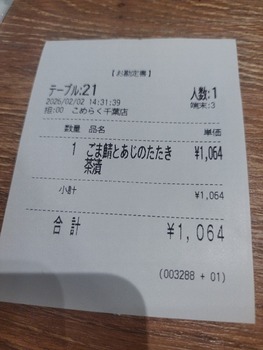 【お勘定書】
テーブル:21 人数:1
2026/02/02 14:31:39 端末:3
担:00 こめらく千葉店
数量 品名 単価
1 ごま鯖とあじのたたき ¥1,064
茶漬
小計 ¥1,064
合計 ¥1,064
(003288 + 01)